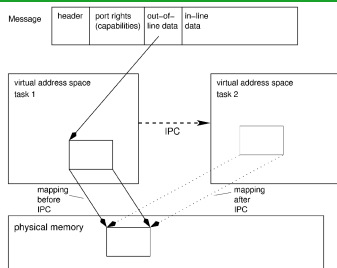 Message
header
port rights
(capabilities)
out-of-
line data
in-line
data
virtual address space
task 1
virtual address space
task 2
IPC
mapping
before
IPC
mapping
after
IPC
physical memory